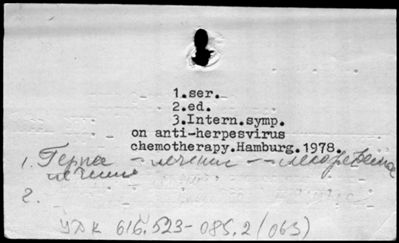 1.ser.
2.ed.
3.Intern.symp.
on anti-herpesvirus
chemotherapy.Hamburg.1978.
1. Герпес - лечение --
лечение
2.
УДК 616.523-085.2(063)